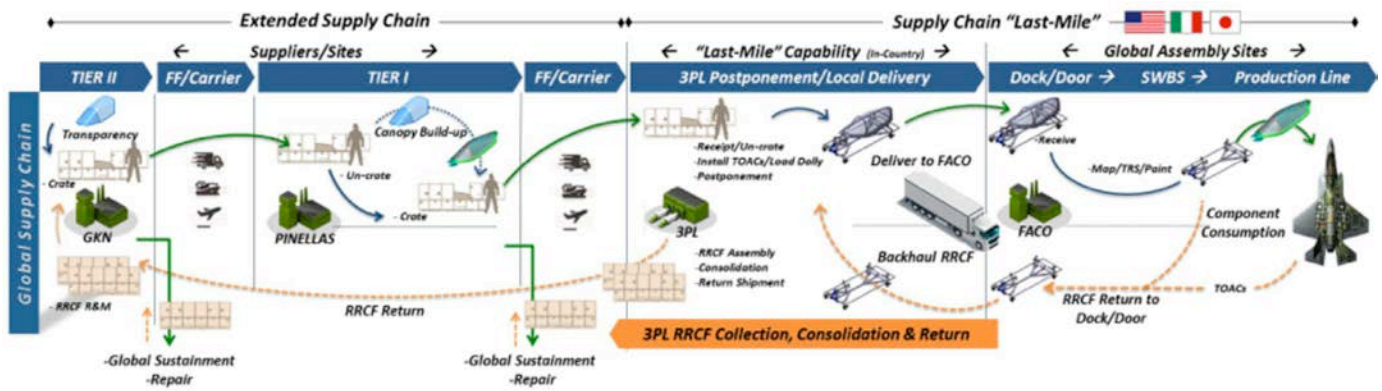 Extended Supply Chain
Supply Chain “Last-Mile”
Suppliers/Sites
“Last-Mile” Capability (In-Country)
Global Assembly Sites
TIER II
FF/Carrier
TIER I
FF/Carrier
3PL Postponement/Local Delivery
Dock/Door
SWBS
Production Line
Global Supply Chain
Transparency
- Crate
GKN
- RRCF R&M
-Global Sustainment
-Repair
Canopy Build-up
- Un-crate
- Crate
PINELLAS
RRCF Return
-Global Sustainment
-Repair
-Receipt/Un-crate
-Install TOACs/Load Dolly
-Postponement
3PL
-RRCF Assembly
-Consolidation
-Return Shipment
Deliver to FACO
Backhaul RRCF
3PL RRCF Collection, Consolidation & Return
-Receive
-Map/TRS/Paint
FACO
Component
Consumption
TOACs
RRCF Return to
Dock/Door